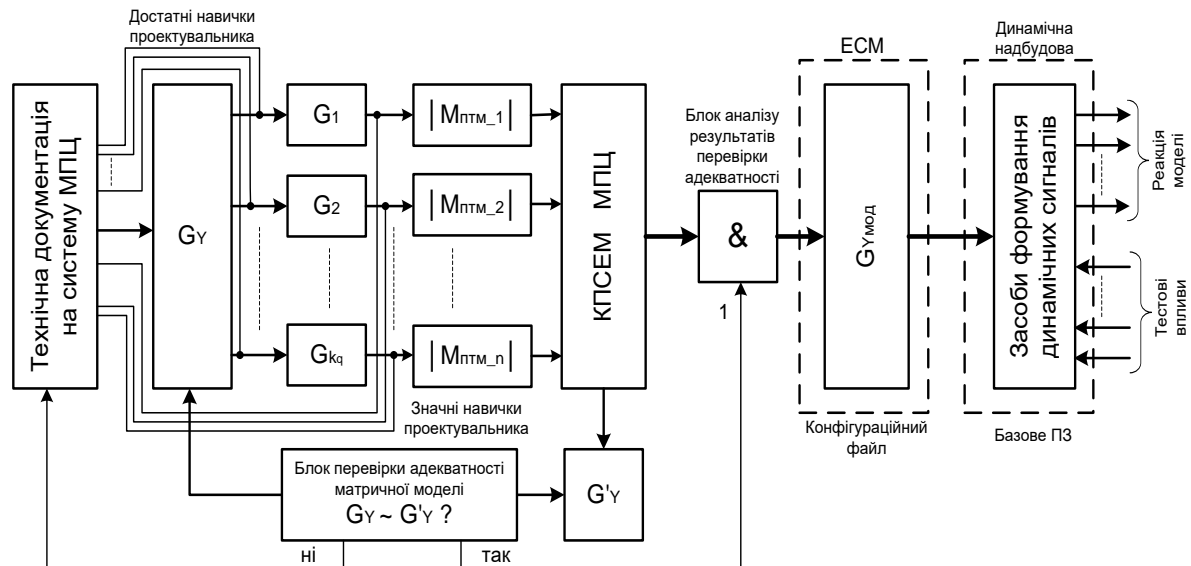 Достатні навички
проектувальника
Технічна документація
на систему МПЦ
GY
G1
G2
Gkq
|Mптм_1|
|Mптм_2|
|Mптм_n|
Значні навички
проектувальника
КПСЕМ МПЦ
Блок перевірки адекватності
матричної моделі
GY ~ G'Y ?
ні
так
G'Y
Блок аналізу
результатів
перевірки
адекватності
&
1
ЕСМ
GYмод
Конфігураційний
файл
Динамічна
надбудова
Засоби формування
динамічних сигналів
Базове ПЗ
Реакція
моделі
Тестові
впливи